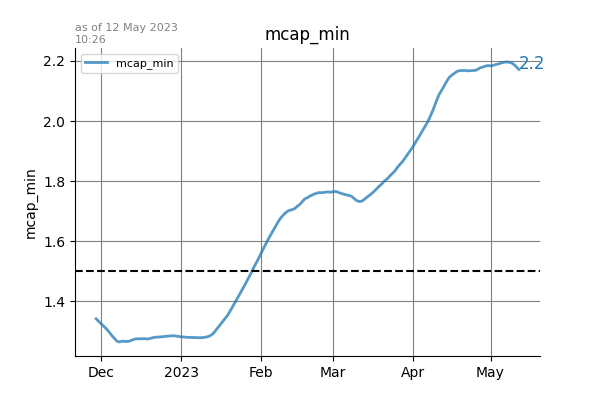 as of 12 May 2023
10:26
mcap_min
mcap_min
2.2
2.2
2.0
1.8
1.6
1.4
mcap_min
Dec 2023 Feb Mar Apr May